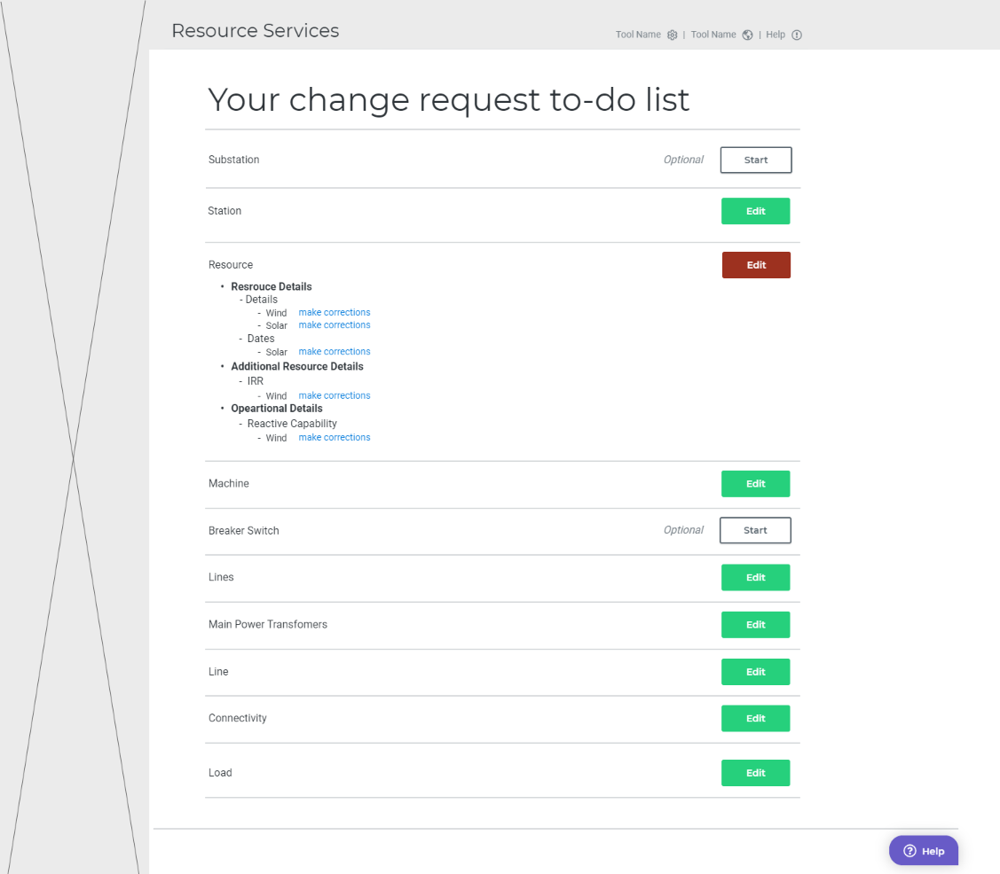 Resource Services
Tool Name | Tool Name | Help
Your change request to-do list
Substation Optional Start
Station Edit
Resource Edit
• Resrouce Details
- Details
- Wind make corrections
- Solar make corrections
- Dates
- Solar make corrections
• Additional Resource Details
- IRR
- Wind make corrections
• Opeartional Details
- Reactive Capability
- Wind make corrections
Machine Edit
Breaker Switch Optional Start
Lines Edit
Main Power Transfomers Edit
Line Edit
Connectivity Edit
Load Edit
Help